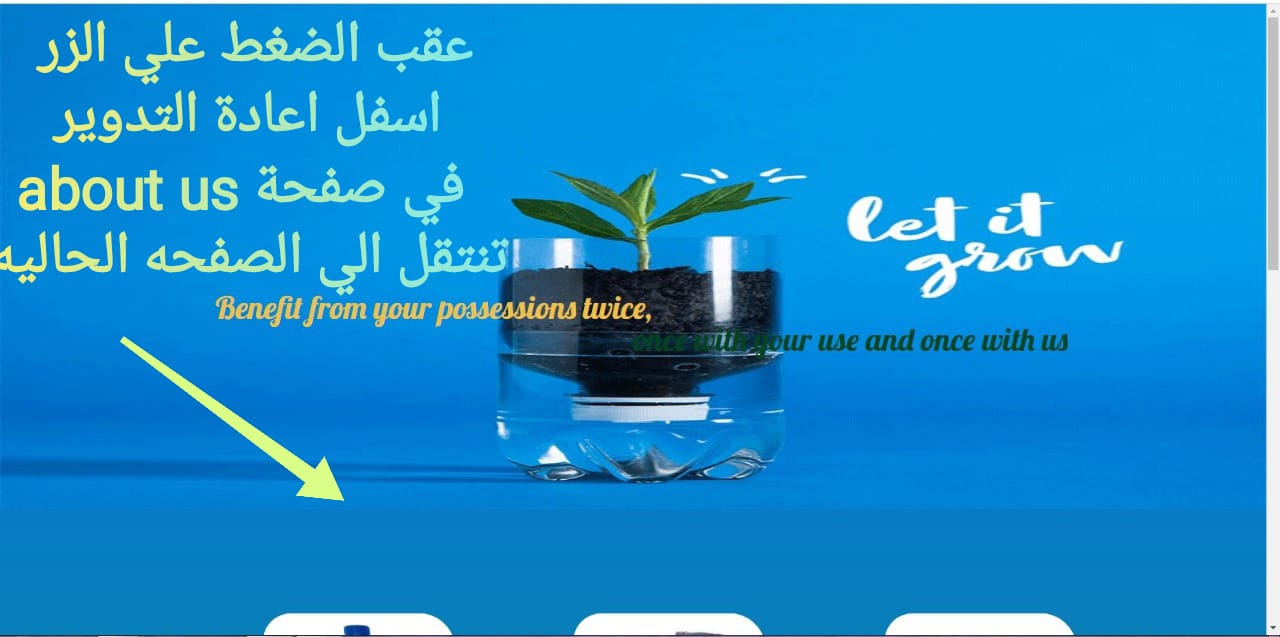 عقب الضغط علي الزر
اسفل اعادة التدوير
في صفحة about us
تنتقل الي الصفحه الحاليه
let it
grow
Benefit from your possessions twice,
once with your use and once with us